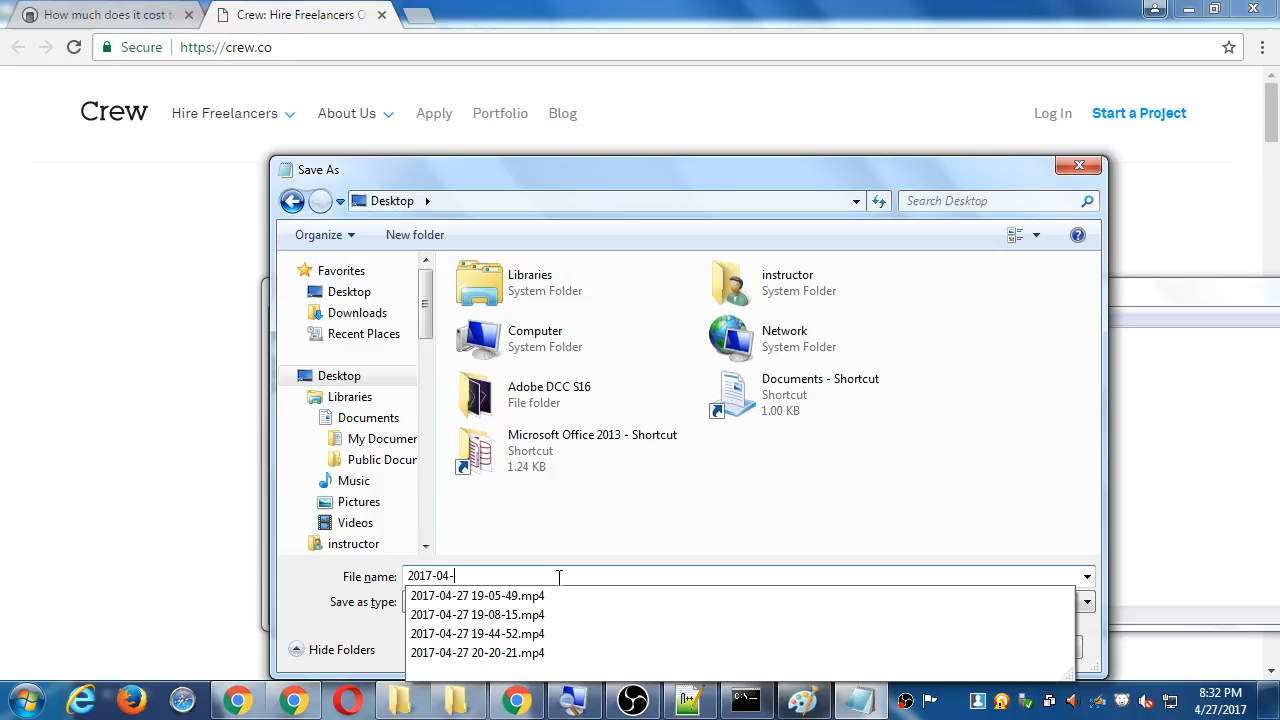 How much does it cost t
Crew: Hire Freelancers O
Secure
https://crew.co
Crew
Hire Freelancers
About Us
Apply
Portfolio
Blog
Log In
Start a Project
Save As
Desktop
Search Desktop
Organize
New folder
Favorites
Desktop
Downloads
Recent Places
Desktop
Libraries
Documents
My Documen
Public Docun
Music
Pictures
Videos
instructor
Libraries
System Folder
instructor
System Folder
Computer
System Folder
Network
System Folder
Adobe DCC S16
File folder
Documents - Shortcut
Shortcut
1.00 KB
Microsoft Office 2013 - Shortcut
Shortcut
1.24 KB
File name:
2017-04-
Save as type:
2017-04-27 19-05-49.mp4
2017-04-27 19-08-15.mp4
2017-04-27 19-44-52.mp4
2017-04-27 20-20-21.mp4
Hide Folders
8:32 PM
4/27/2017